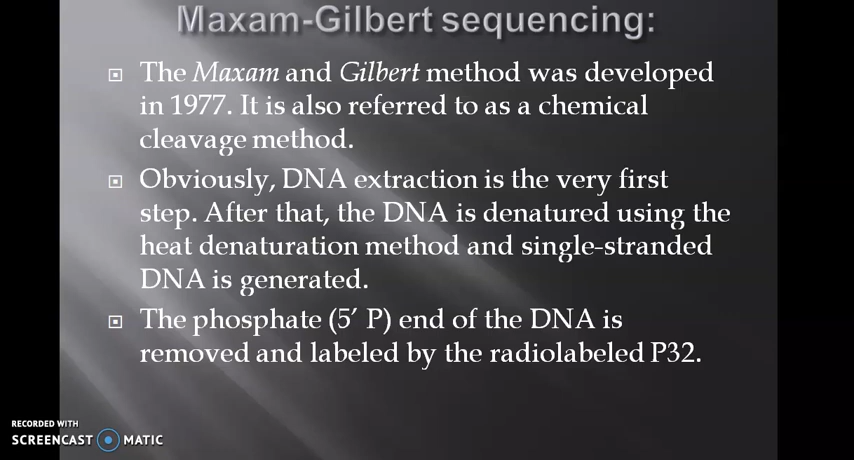 Maxam-Gilbert sequencing:
The Maxam and Gilbert method was developed
in 1977. It is also referred to as a chemical
cleavage method.
Obviously, DNA extraction is the very first
step. After that, the DNA is denatured using the
heat denaturation method and single-stranded
DNA is generated.
The phosphate (5′ P) end of the DNA is
removed and labeled by the radiolabeled P32.
RECORDED WITH
SCREENCAST MATIC